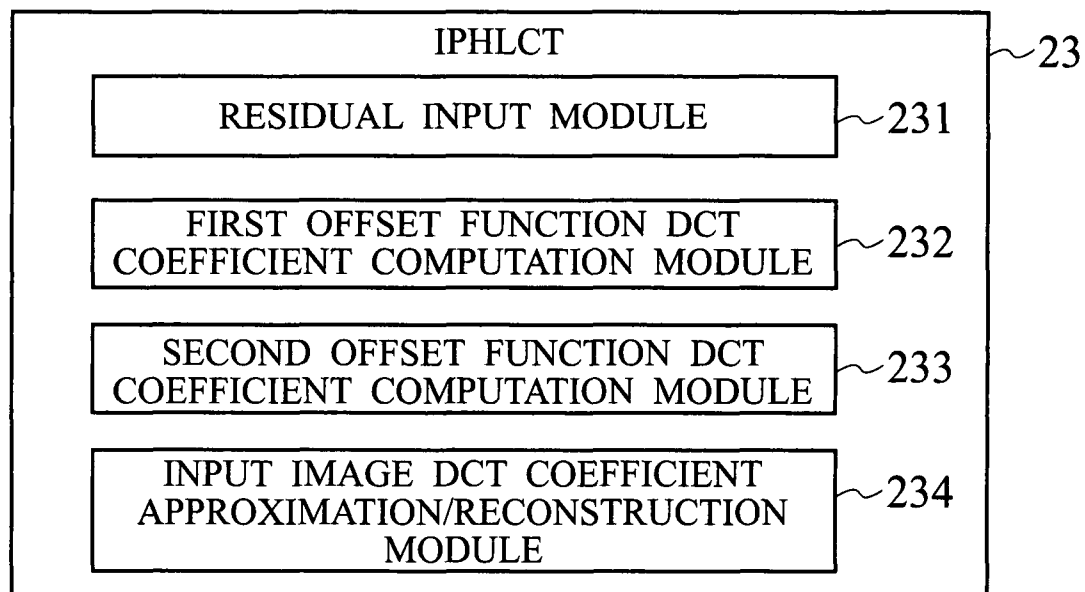 IPHLCT
23
RESIDUAL INPUT MODULE
231
FIRST OFFSET FUNCTION DCT
COEFFICIENT COMPUTATION MODULE
232
SECOND OFFSET FUNCTION DCT
COEFFICIENT COMPUTATION MODULE
233
INPUT IMAGE DCT COEFFICIENT
APPROXIMATION/RECONSTRUCTION
MODULE
234